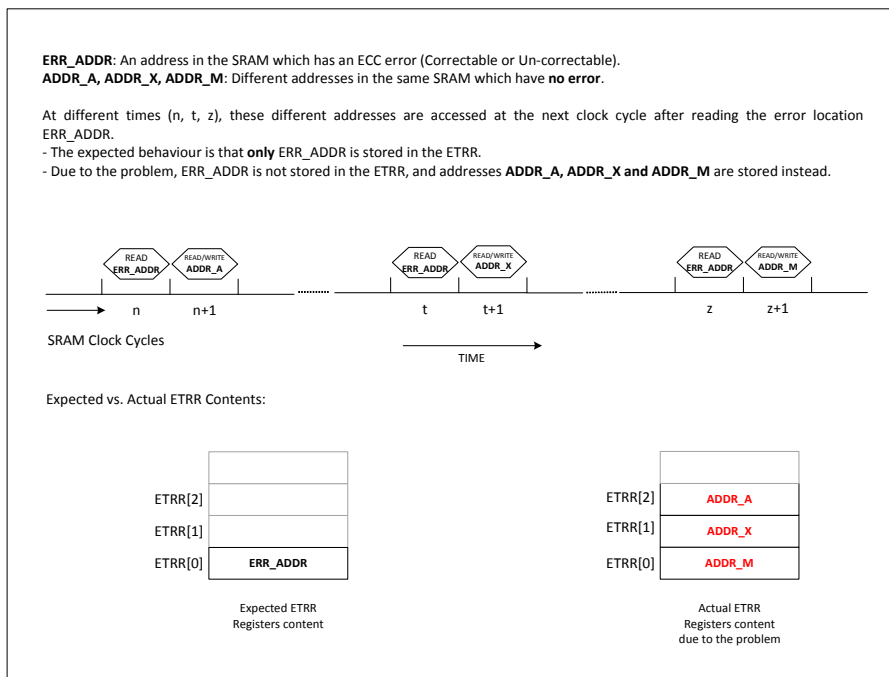 ERR_ADDR: An address in the SRAM which has an ECC error (Correctable or Un-correctable).
ADDR_A, ADDR_X, ADDR_M: Different addresses in the same SRAM which have no error.
At different times (n, t, z), these different addresses are accessed at the next clock cycle after reading the error location
ERR_ADDR.
- The expected behaviour is that only ERR_ADDR is stored in the ETRR.
- Due to the problem, ERR_ADDR is not stored in the ETRR, and addresses ADDR_A, ADDR_X and ADDR_M are stored instead.
READ READ/WRITE READ READ/WRITE READ READ/WRITE
ERR_ADDR ADDR_A ERR_ADDR ADDR_X ERR_ADDR ADDR_M
n n+1 t t+1 z z+1
SRAM Clock Cycles
TIME
Expected vs. Actual ETRR Contents:
ETRR[2] ETRR[2] ADDR_A
ETRR[1] ETRR[1] ADDR_X
ETRR[0] ERR_ADDR ETRR[0] ADDR_M
Expected ETRR Actual ETRR
Registers content Registers content
due to the problem